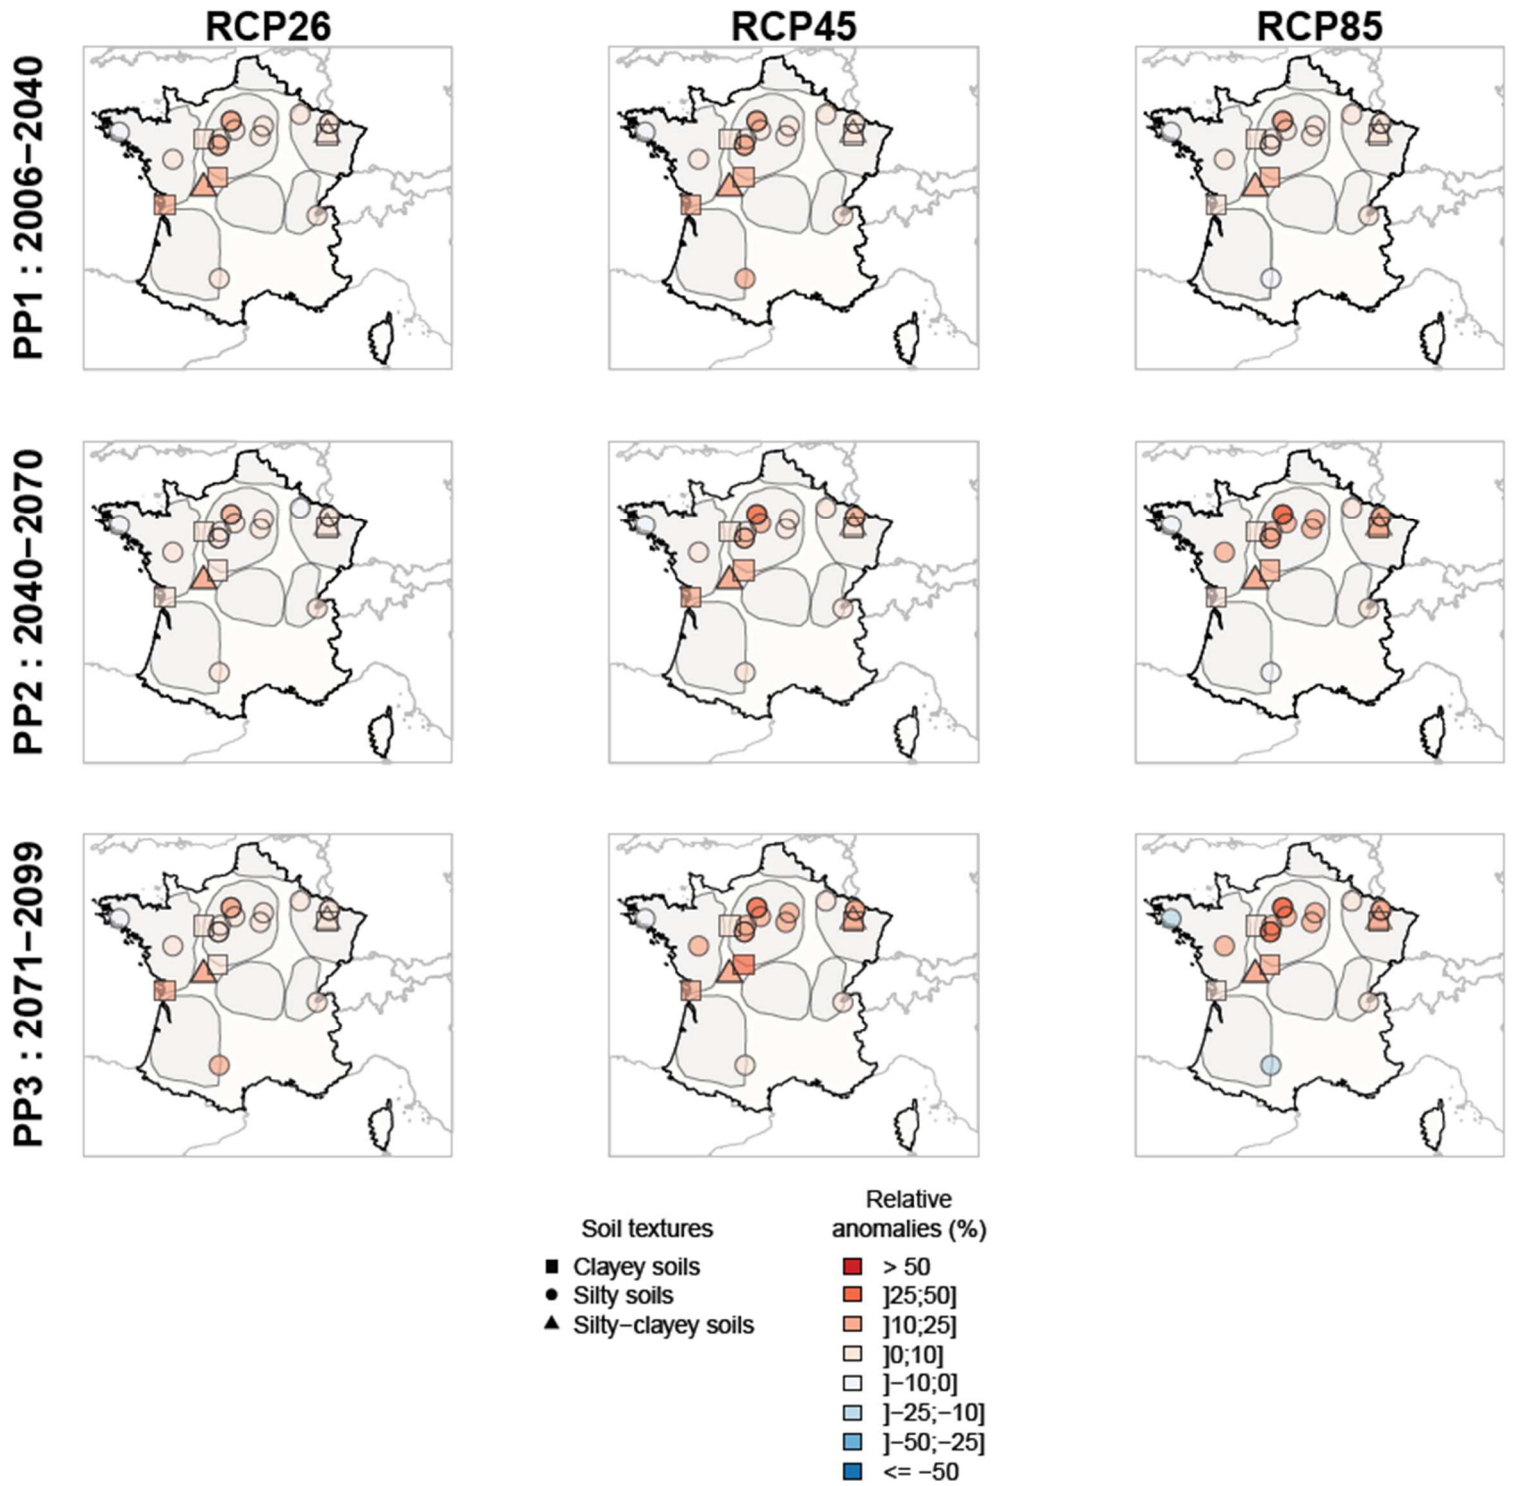 RCP26
RCP45
RCP85
PP1 : 2006−2040
PP2 : 2040−2070
PP3 : 2071−2099
Soil textures
Clayey soils
Silty soils
Silty−clayey soils
Relative
anomalies (%)
> 50
]25;50]
]10;25]
]0;10]
]−10;0]
]−25;−10]
]−50;−25]
<= −50